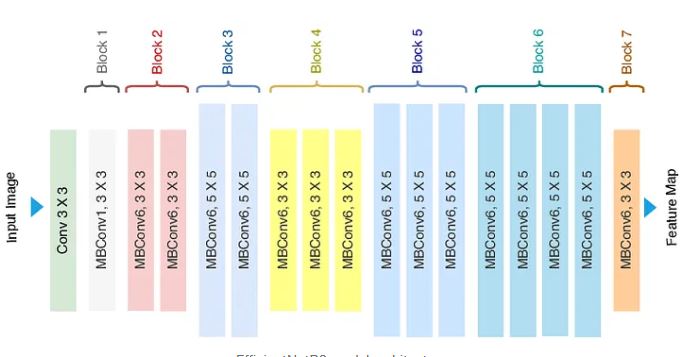 Block 1
Block 2
Block 3
Block 4
Block 5
Block 6
Block 7
Input Image
Conv 3 X 3
MBConv1, 3 X 3
MBConv6, 3 X 3
MBConv6, 3 X 3
MBConv6, 5 X 5
MBConv6, 5 X 5
MBConv6, 3 X 3
MBConv6, 3 X 3
MBConv6, 3 X 3
MBConv6, 5 X 5
MBConv6, 5 X 5
MBConv6, 5 X 5
MBConv6, 5 X 5
MBConv6, 5 X 5
MBConv6, 5 X 5
MBConv6, 5 X 5
MBConv6, 3 X 3
Feature Map